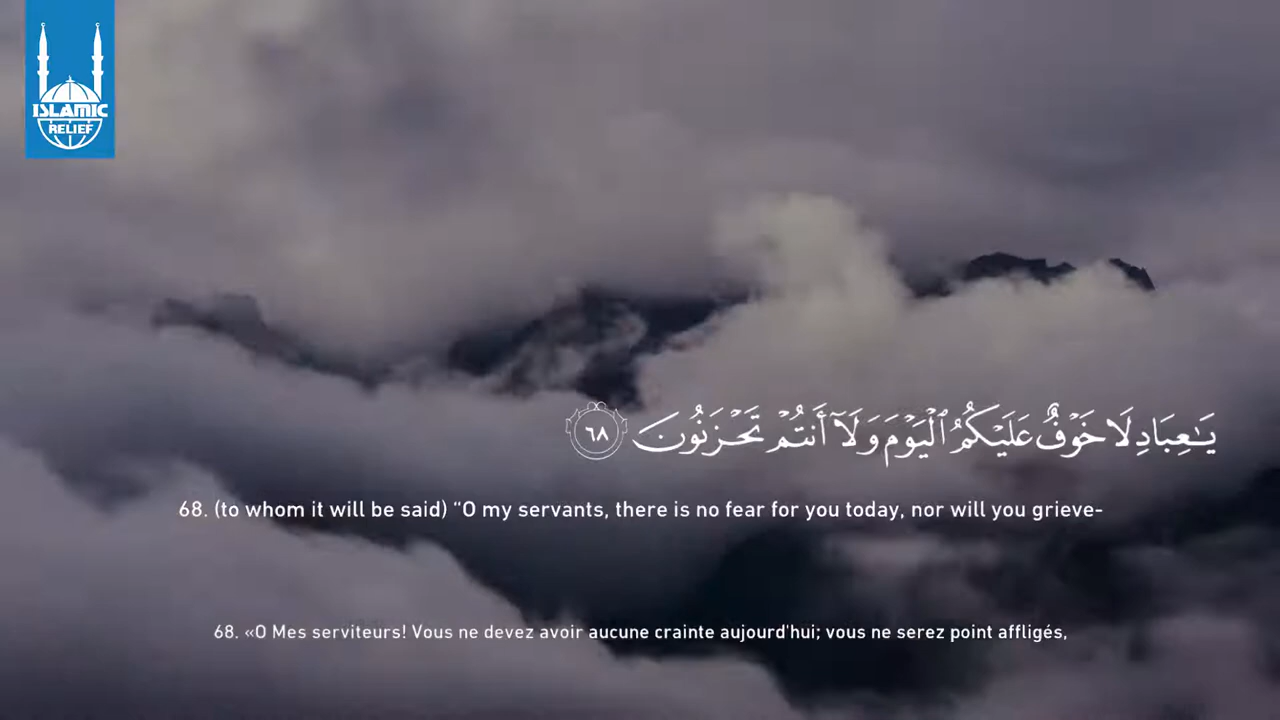 ISLAMIC
RELIEF
يَـٰعِبَادِ لَا خَوْفٌ عَلَيْكُمُ ٱلْيَوْمَ وَلَآ أَنتُمْ تَحْزَنُونَ ٦٨
68. (to whom it will be said) “O my servants, there is no fear for you today, nor will you grieve-
68. «O Mes serviteurs! Vous ne devez avoir aucune crainte aujourd'hui; vous ne serez point affligés,